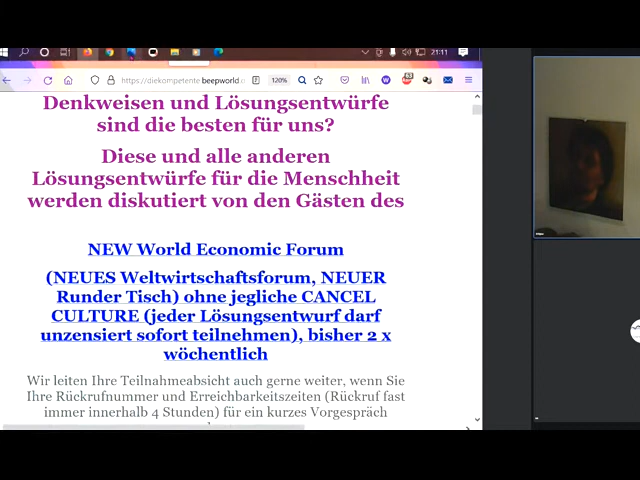 21:11
https://diekompetente.beepworld.
120%
Denkweisen und Lösungsentwürfe
sind die besten für uns?
Diese und alle anderen
Lösungsentwürfe für die Menschheit
werden diskutiert von den Gästen des
NEW World Economic Forum
(NEUES Weltwirtschaftsforum, NEUER
Runder Tisch) ohne jegliche CANCEL
CULTURE (jeder Lösungsentwurf darf
unzensiert sofort teilnehmen), bisher 2 x
wöchentlich
Wir leiten Ihre Teilnahmeabsicht auch gerne weiter, wenn Sie
Ihre Rückrufnummer und Erreichbarkeitszeiten (Rückruf fast
immer innerhalb 4 Stunden) für ein kurzes Vorgespräch